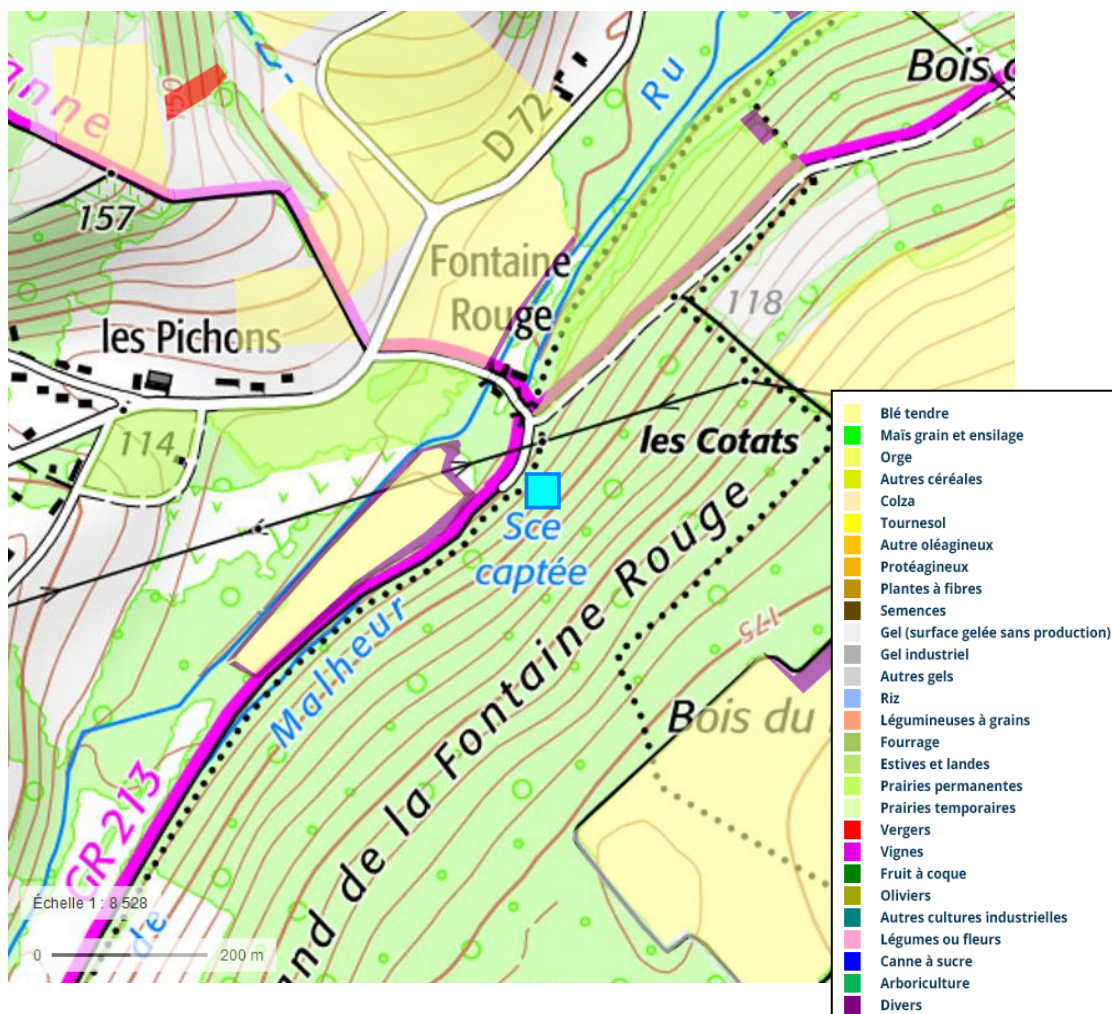 anne
150
D 72
Ru
Bois d
157
Fontaine
Rouge
118
les Pichons
114
les Cotats
Sce
captée
Malheur
175
Bois du
GR 213
and de la Fontaine Rouge
de
Échelle 1 : 8 528
0 200 m
Blé tendre
Maïs grain et ensilage
Orge
Autres céréales
Colza
Tournesol
Autre oléagineux
Protéagineux
Plantes à fibres
Semences
Gel (surface gelée sans production)
Gel industriel
Autres gels
Riz
Légumineuses à grains
Fourrage
Estives et landes
Prairies permanentes
Prairies temporaires
Vergers
Vignes
Fruit à coque
Oliviers
Autres cultures industrielles
Légumes ou fleurs
Canne à sucre
Arboriculture
Divers